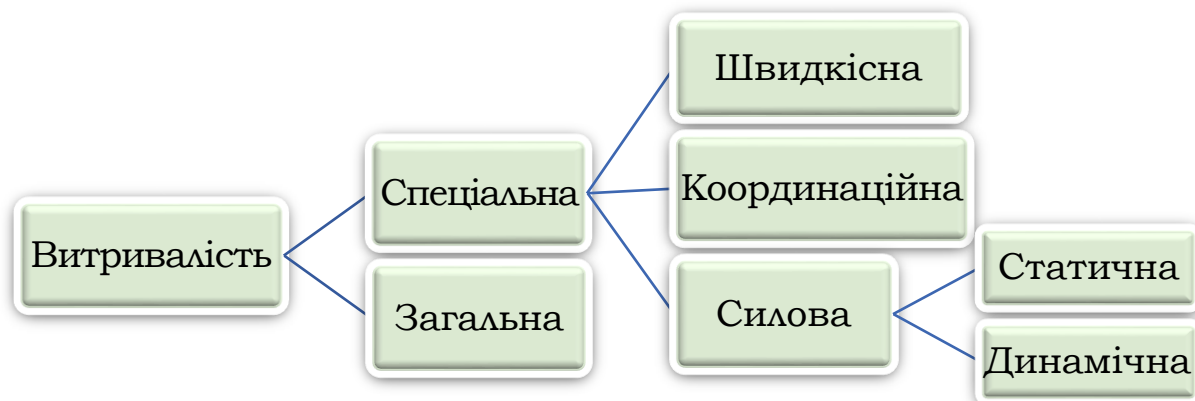 Витривалість
Спеціальна
Загальна
Швидкісна
Координаційна
Силова
Статична
Динамічна